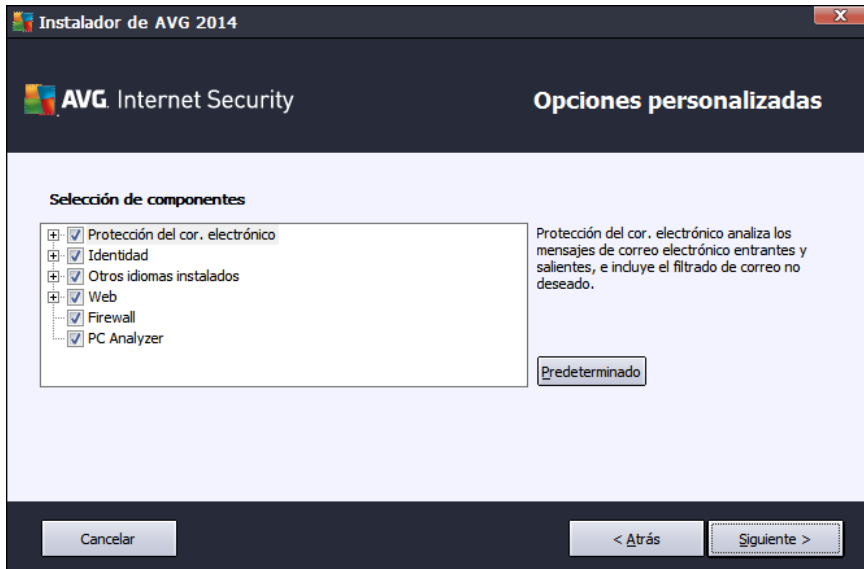 Instalador de AVG 2014
X
AVG. Internet Security
Opciones personalizadas
Selección de componentes
Protección del cor. electrónico
Identidad
Otros idiomas instalados
Web
Firewall
PC Analyzer
Protección del cor. electrónico analiza los
mensajes de correo electrónico entrantes y
salientes, e incluye el filtrado de correo no
deseado.
Predeterminado
Cancelar
< Atrás
Siguiente >